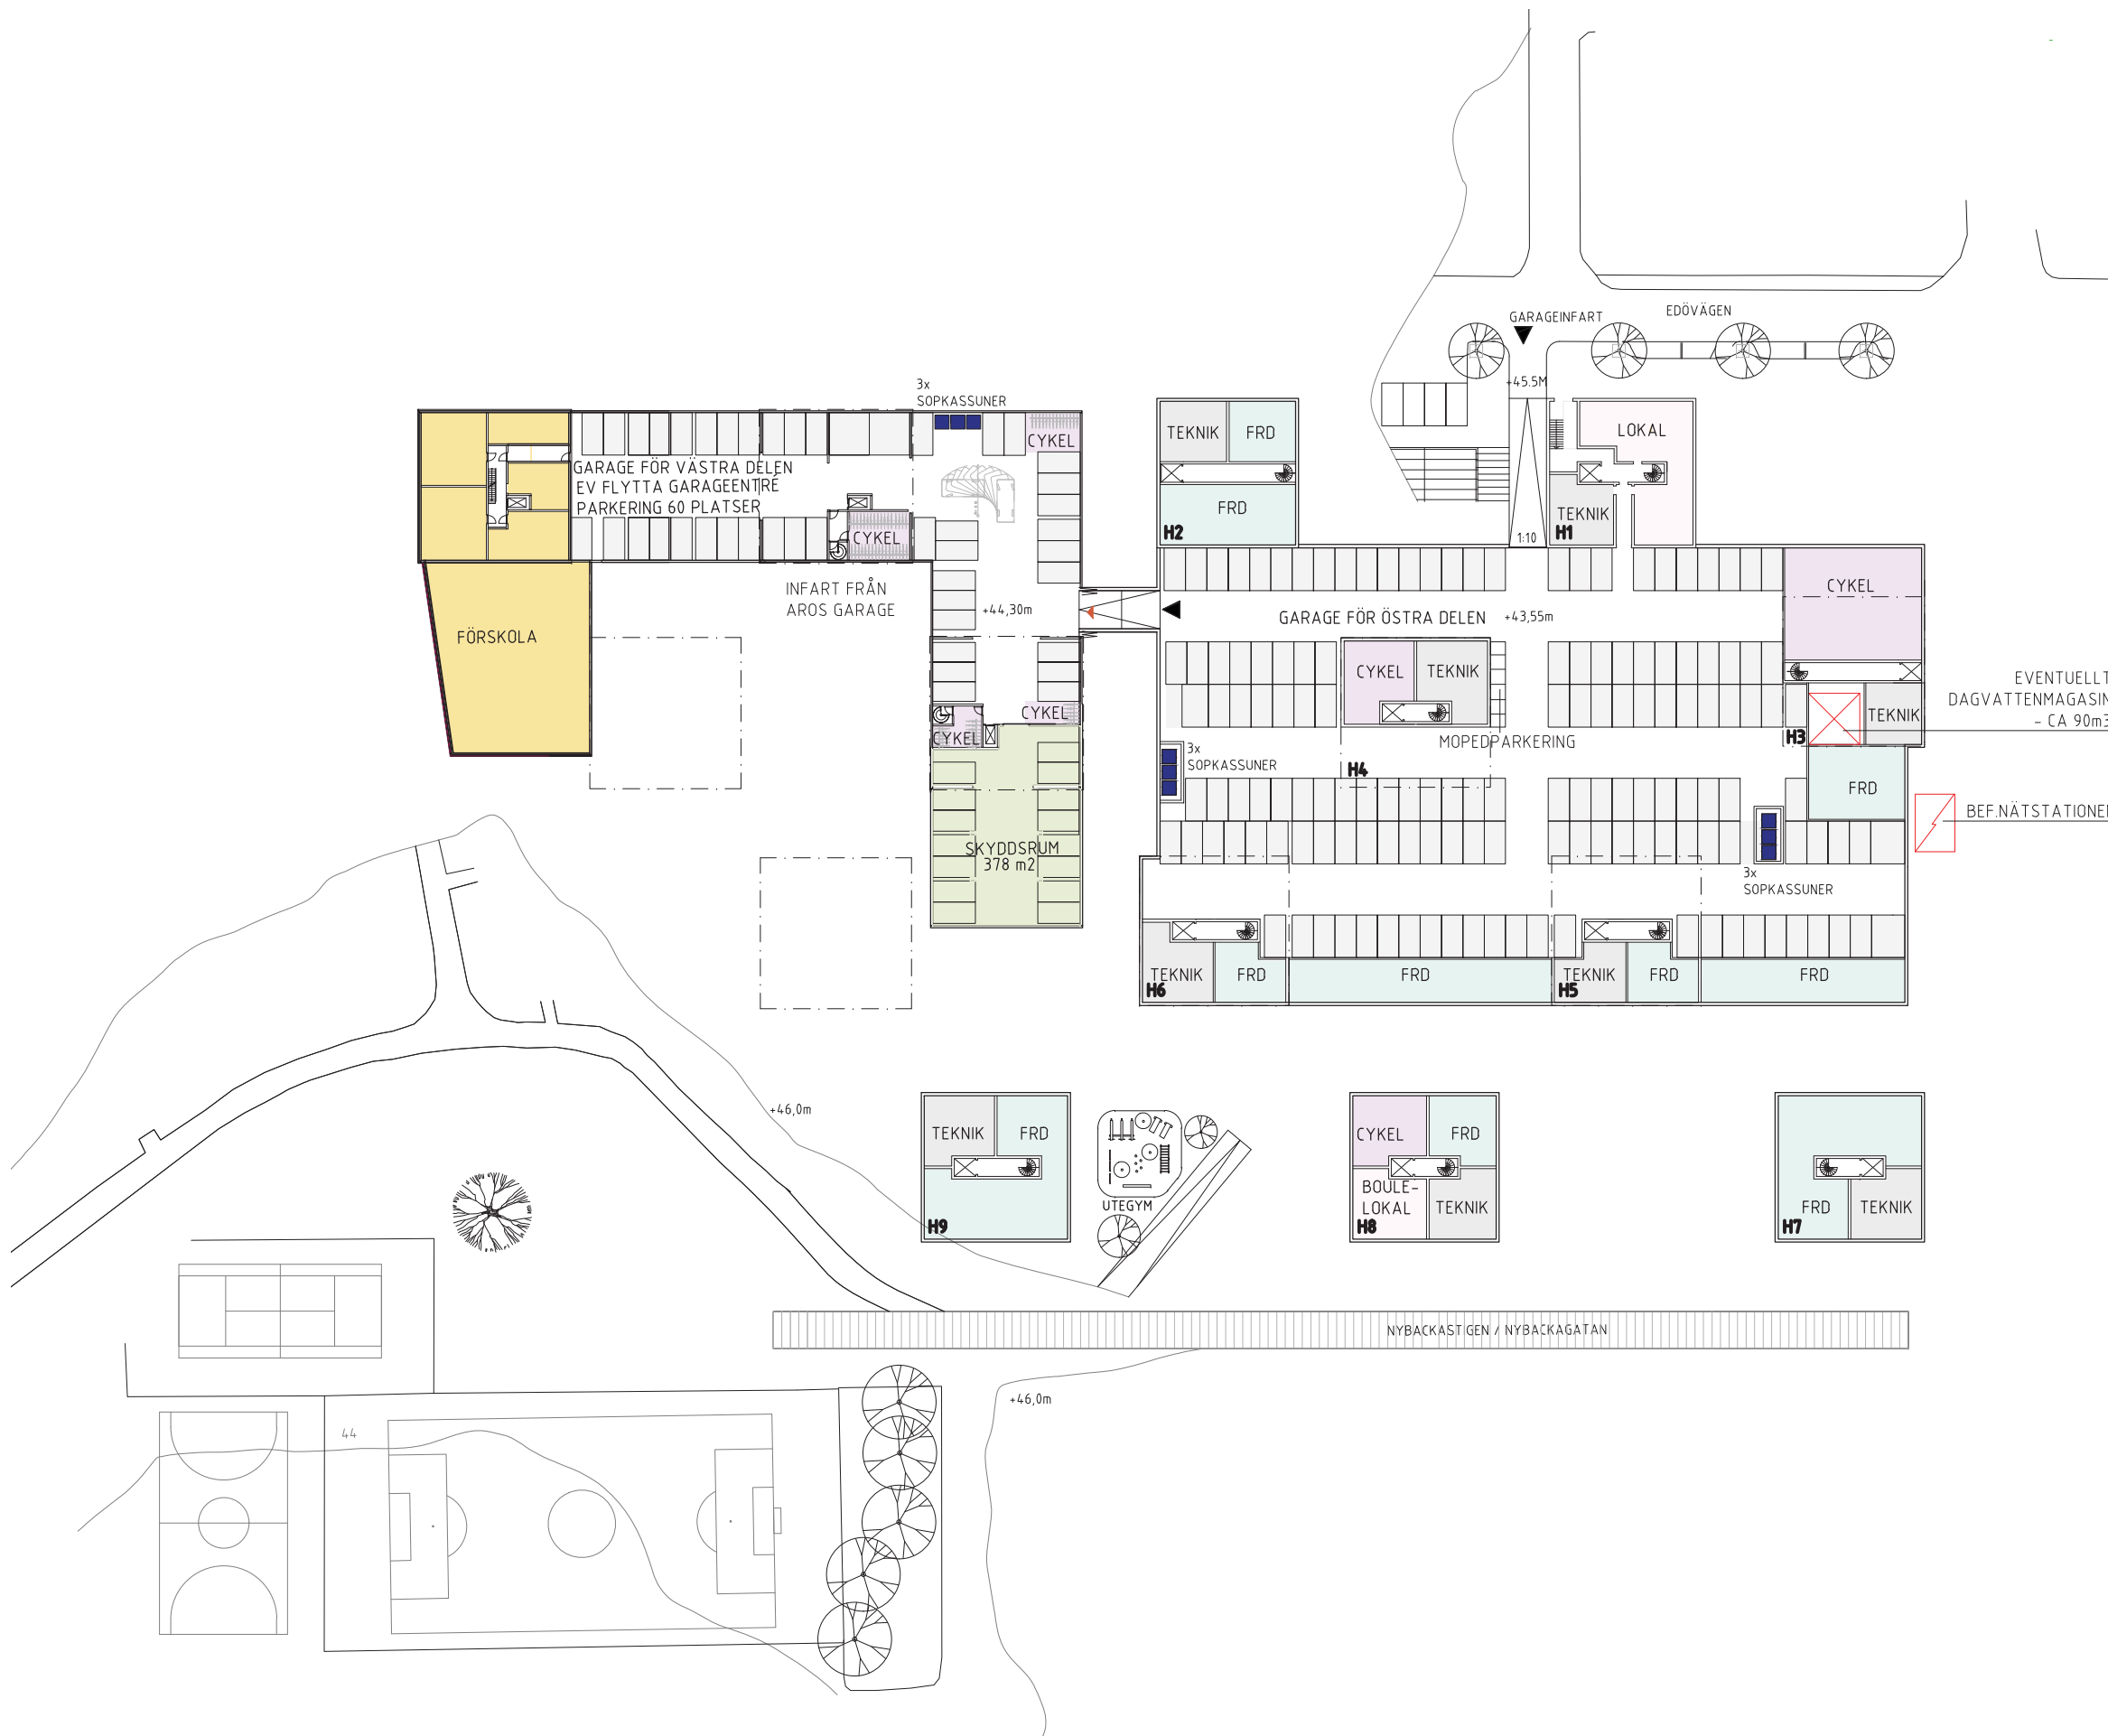 GARAGEINFART
EDÖVÄGEN
+45.5M
3x
SOPKASSUNER
CYKEL
TEKNIK
FRD
LOKAL
GARAGE FÖR VÄSTRA DELEN
EV FLYTTA GARAGEENTRÉ
PARKERING 60 PLATSER
CYKEL
FRD
H2
TEKNIK
H1
1:10
INFART FRÅN
AROS GARAGE
+44,30m
GARAGE FÖR ÖSTRA DELEN
+43,55m
CYKEL
FÖRSKOLA
CYKEL
TEKNIK
EVENTUELLT
DAGVATTENMAGASIN
- CA 90m3
CYKEL
CYKEL
TEKNIK
H3
MOPEDPARKERING
3x
SOPKASSUNER
H4
FRD
BEF.NÄTSTATIONER
SKYDDSRUM
378 m2
3x
SOPKASSUNER
TEKNIK
H6
FRD
FRD
TEKNIK
H5
FRD
FRD
+46,0m
TEKNIK
FRD
H9
UTEGYM
CYKEL
FRD
BOULE-
LOKAL
H8
TEKNIK
FRD
H7
TEKNIK
NYBACKASTIGEN / NYBACKAGATAN
+46,0m
44